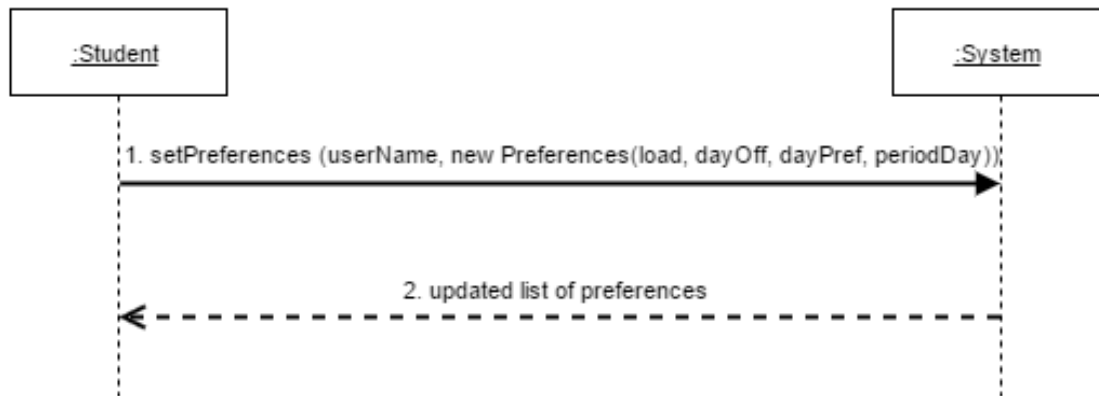 :Student
:System
1. setPreferences (userName, new Preferences(load, dayOff, dayPref, periodDay))
2. updated list of preferences